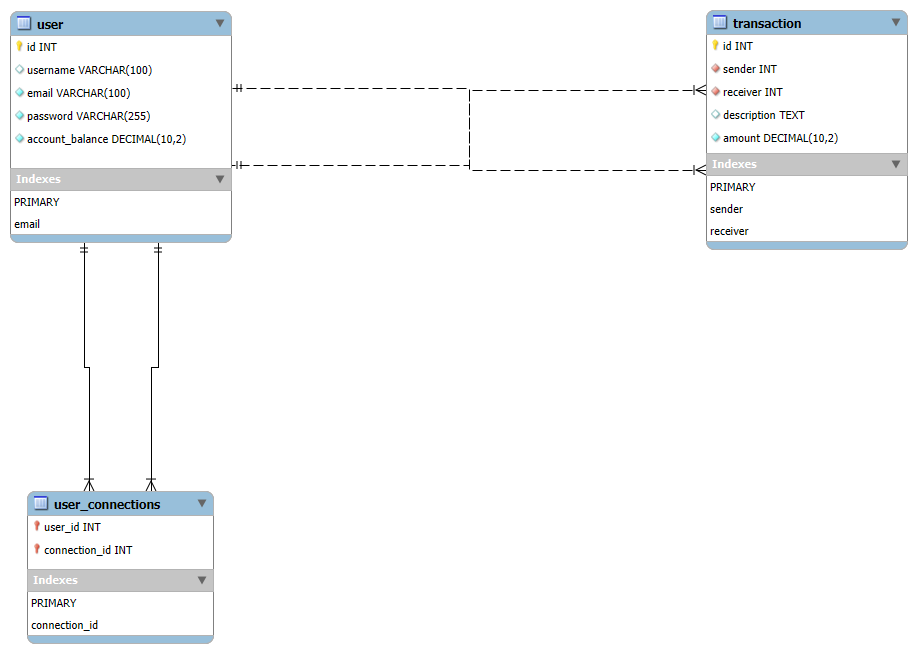 user
id INT
username VARCHAR(100)
email VARCHAR(100)
password VARCHAR(255)
account_balance DECIMAL(10,2)
Indexes
PRIMARY
email
transaction
id INT
sender INT
receiver INT
description TEXT
amount DECIMAL(10,2)
Indexes
PRIMARY
sender
receiver
user_connections
user_id INT
connection_id INT
Indexes
PRIMARY
connection_id